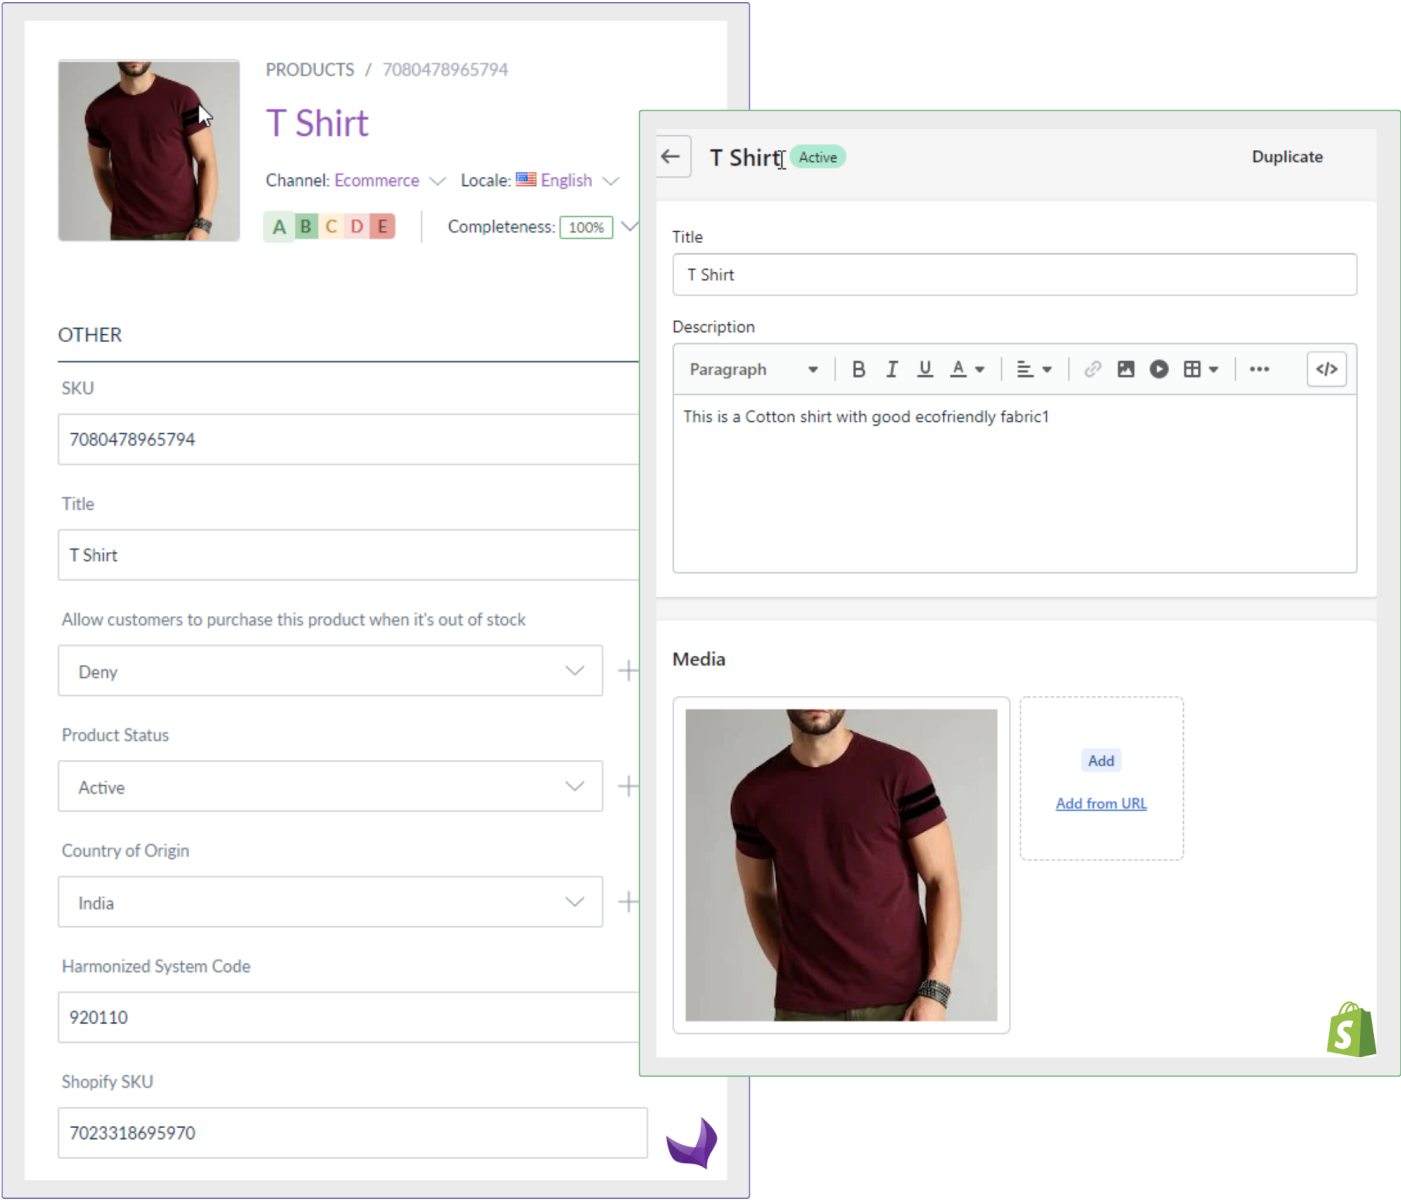 PRODUCTS / 7080478965794
T Shirt
Channel: Ecommerce Locale: English
A B C D E Completeness: 100%
OTHER
SKU
7080478965794
Title
T Shirt
Allow customers to purchase this product when it's out of stock
Deny
Product Status
Active
Country of Origin
India
Harmonized System Code
920110
Shopify SKU
7023318695970
T Shirt Active Duplicate
Title
T Shirt
Description
Paragraph B I U A </>
This is a Cotton shirt with good ecofriendly fabric1
Media
Add
Add from URL
S